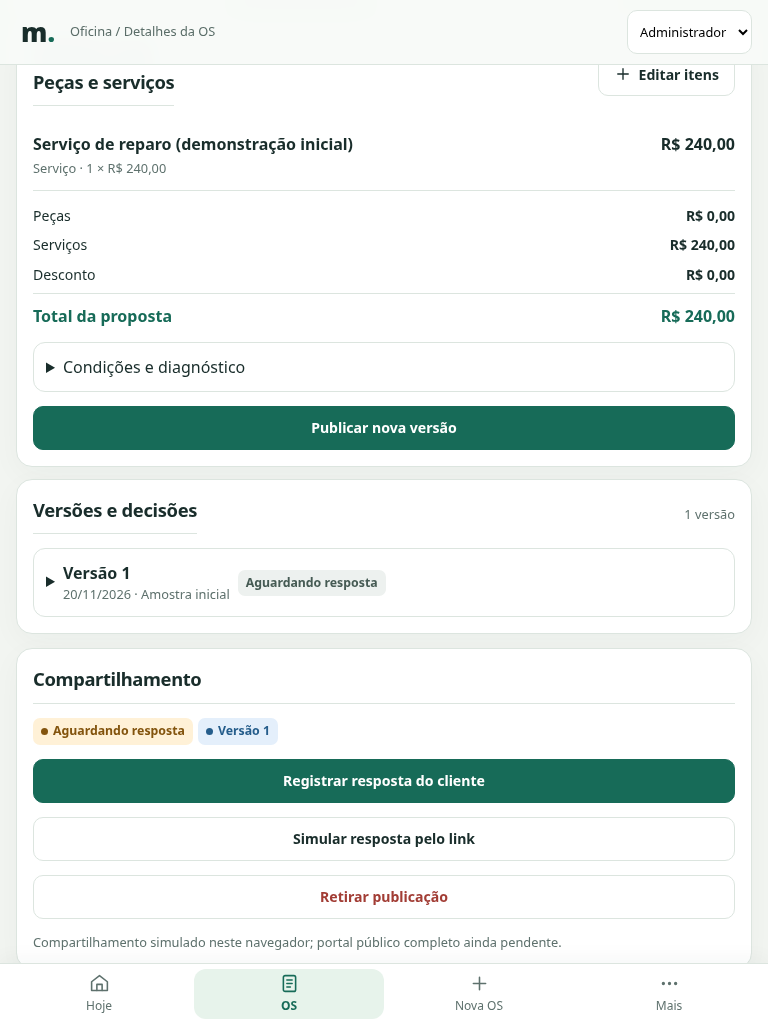 m. Oficina / Detalhes da OS Administrador
Peças e serviços + Editar itens
Serviço de reparo (demonstração inicial) R$ 240,00
Serviço · 1 × R$ 240,00
Peças R$ 0,00
Serviços R$ 240,00
Desconto R$ 0,00
Total da proposta R$ 240,00
Condições e diagnóstico
Publicar nova versão
Versões e decisões 1 versão
Versão 1
20/11/2026 · Amostra inicial Aguardando resposta
Compartilhamento
Aguardando resposta Versão 1
Registrar resposta do cliente
Simular resposta pelo link
Retirar publicação
Compartilhamento simulado neste navegador; portal público completo ainda pendente.
Hoje OS Nova OS Mais